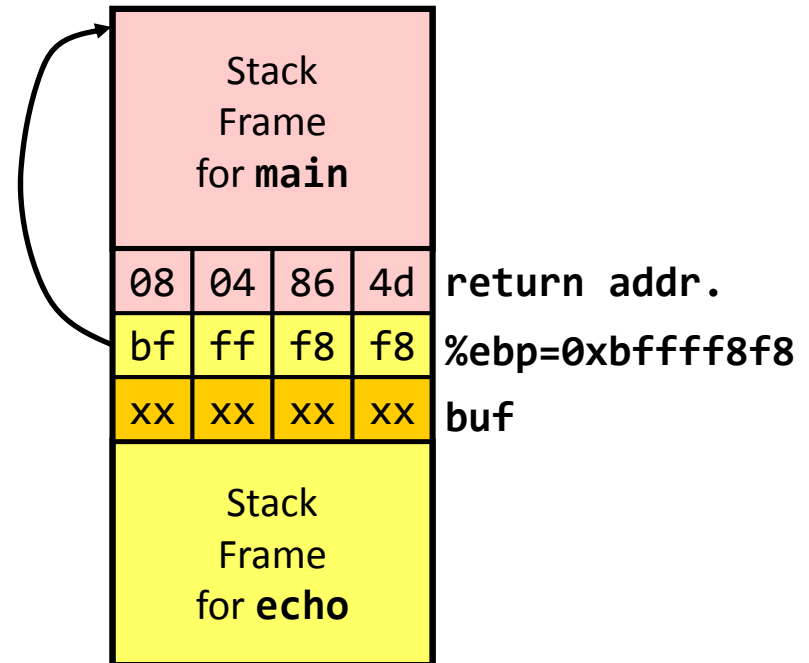 Stack
Frame
for main
08 04 86 4d return addr.
bf ff f8 f8 %ebp=0xbffff8f8
xx xx xx xx buf
Stack
Frame
for echo